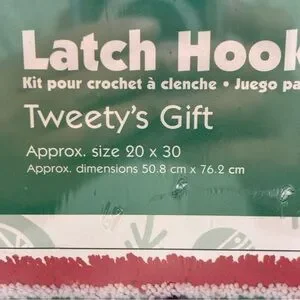 Latch Hook
Kit pour crochet à clenche • Juego pa
Tweety's Gift
Approx. size 20 x 30
Approx. dimensions 50.8 cm x 76.2 cm